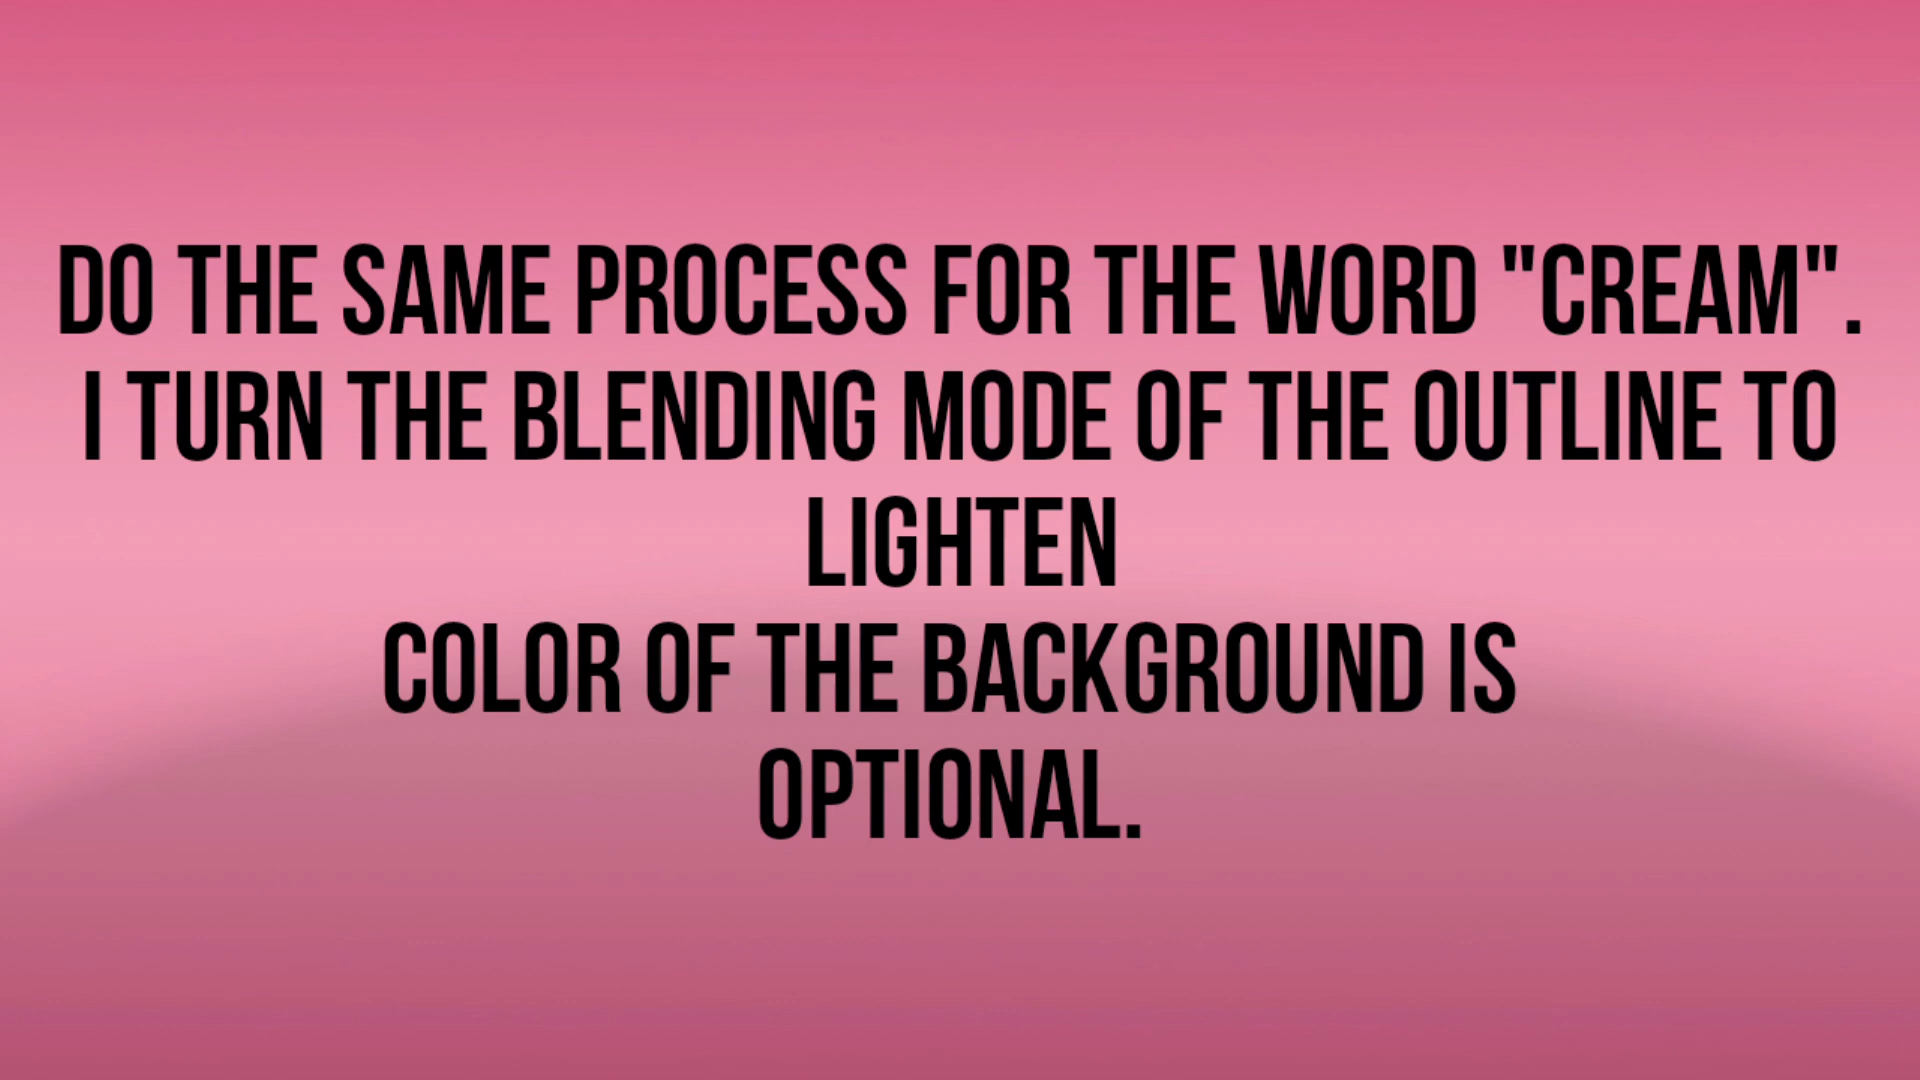 DO THE SAME PROCESS FOR THE WORD "CREAM".
I TURN THE BLENDING MODE OF THE OUTLINE TO
LIGHTEN
COLOR OF THE BACKGROUND IS
OPTIONAL.